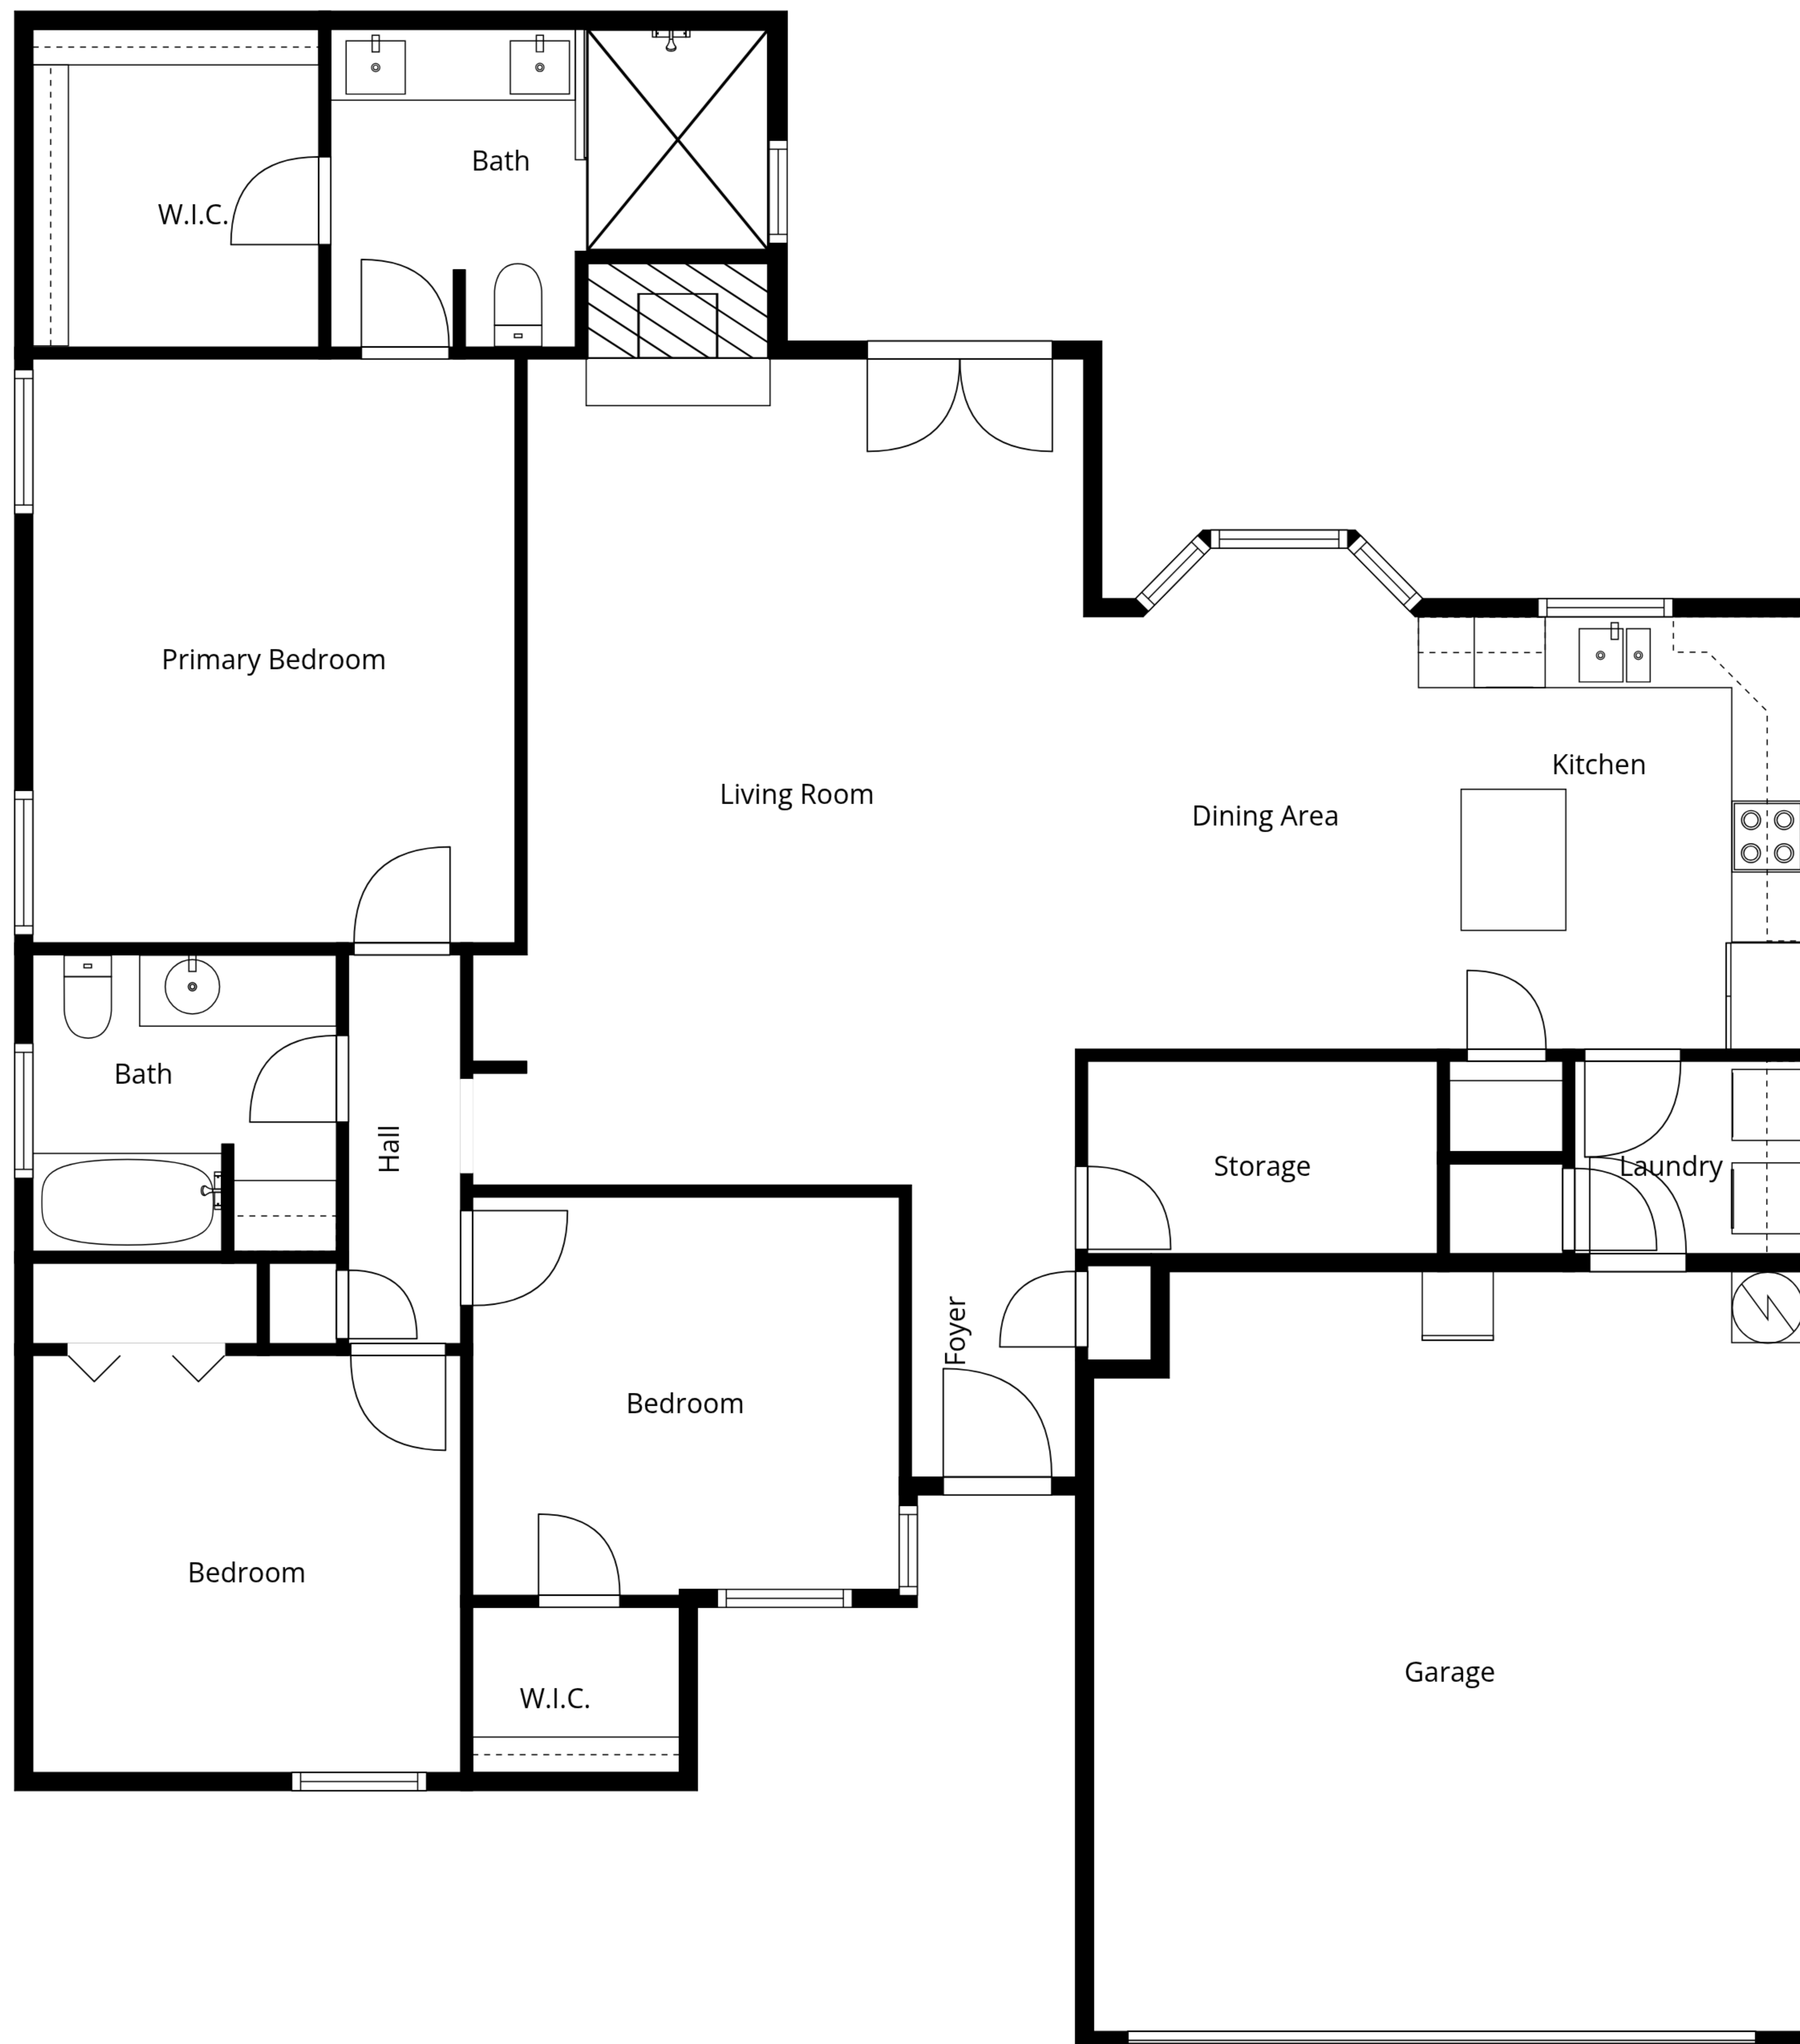 Bath
W.I.C.
Primary Bedroom
Living Room
Dining Area
Kitchen
Bath
Hall
Storage
Laundry
Foyer
Bedroom
Bedroom
Garage
W.I.C.